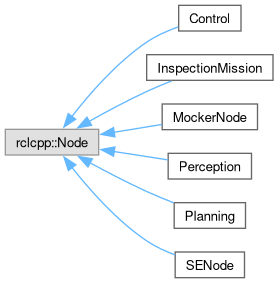 Control
InspectionMission
MockerNode
rclcpp::Node
Perception
Planning
SENode